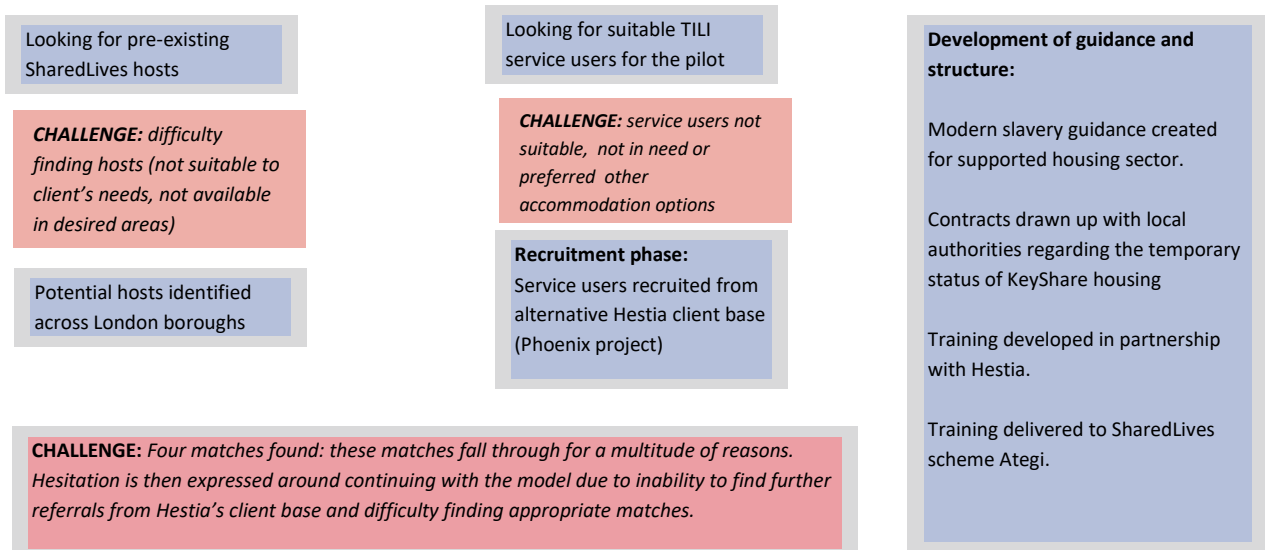 Looking for pre-existing
SharedLives hosts
CHALLENGE: difficulty
finding hosts (not suitable to
client's needs, not available
in desired areas)
Potential hosts identified
across London boroughs
Looking for suitable TILI
service users for the pilot
CHALLENGE: service users not
suitable, not in need or
preferred other
accommodation options
Recruitment phase:
Service users recruited from
alternative Hestia client base
(Phoenix project)
CHALLENGE: Four matches found: these matches fall through for a multitude of reasons.
Hesitation is then expressed around continuing with the model due to inability to find further
referrals from Hestia's client base and difficulty finding appropriate matches.
Development of guidance and
structure:
Modern slavery guidance created
for supported housing sector.
Contracts drawn up with local
authorities regarding the temporary
status of KeyShare housing
Training developed in partnership
with Hestia.
Training delivered to SharedLives
scheme Ategi.